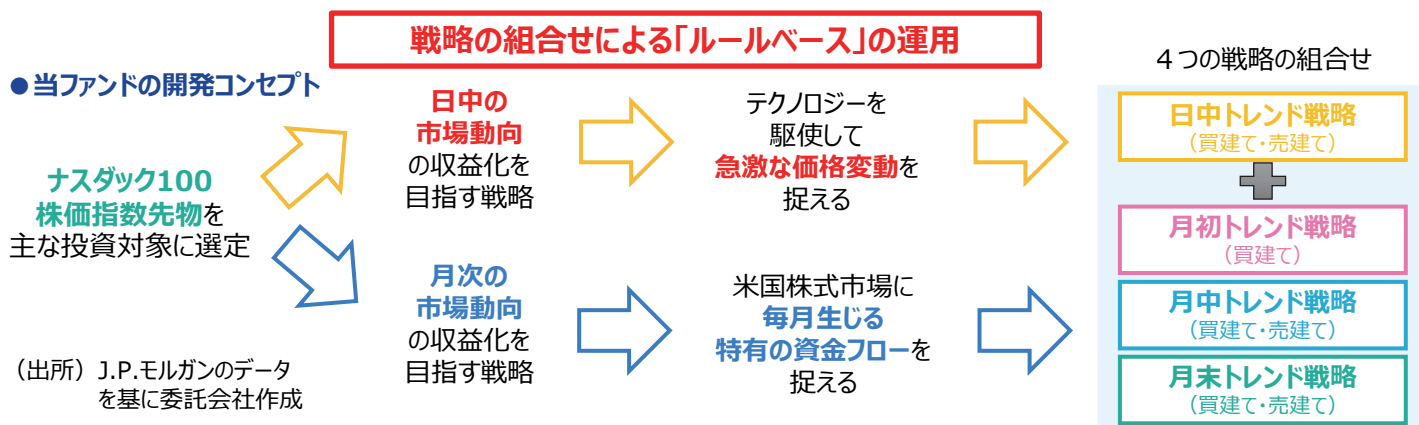 戦略の組合せによる「ルールベース」の運用
●当ファンドの開発コンセプト
ナスダック100
株価指数先物を
主な投資対象に選定
日中の
市場動向
の収益化を
目指す戦略
テクノロジーを
駆使して
急激な価格変動を
捉える
月次の
市場動向
の収益化を
目指す戦略
米国株式市場に
毎月生じる
特有の資金フローを
捉える
4つの戦略の組合せ
日中トレンド戦略
(買建て・売建て)
月初トレンド戦略
(買建て)
月中トレンド戦略
(買建て・売建て)
月末トレンド戦略
(買建て・売建て)
(出所)J.P.モルガンのデータ
を基に委託会社作成